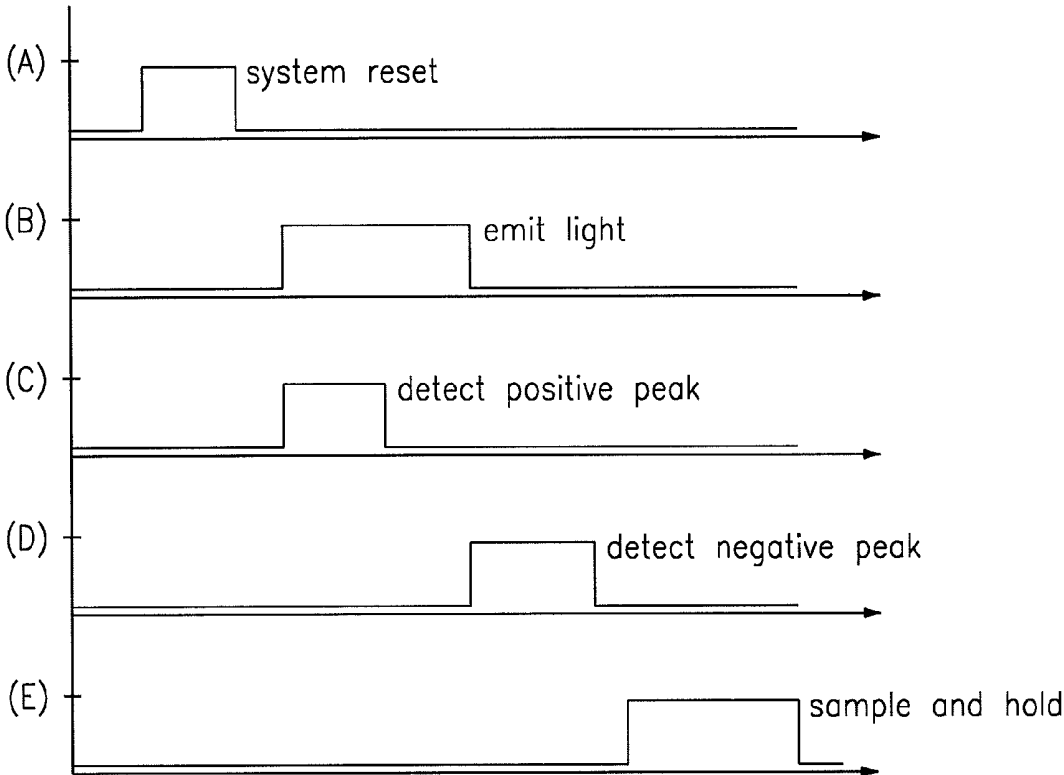 (A) system reset
(B) emit light
(C) detect positive peak
(D) detect negative peak
(E) sample and hold